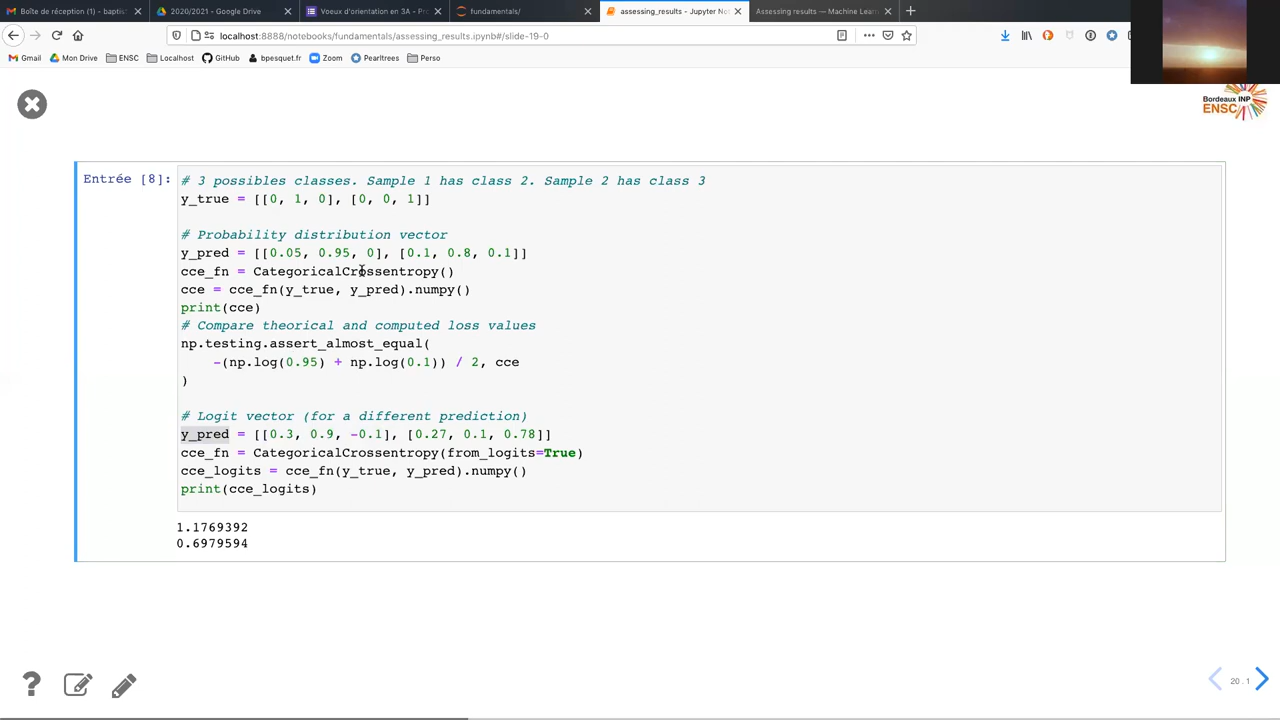 Boîte de réception (1) - baptis
2020/2021 - Google Drive
Voeux d'orientation en 3A - Pro
fundamentals/
assessing_results - Jupyter No
Assessing results — Machine Learn
localhost:8888/notebooks/fundamentals/assessing_results.ipynb#/slide-19-0
Gmail
Mon Drive
ENSC
Localhost
GitHub
bpesquet.fr
Zoom
Pearltrees
Perso
Bordeaux INP
ENSC
Entrée [8]:
# 3 possibles classes. Sample 1 has class 2. Sample 2 has class 3
y_true = [[0, 1, 0], [0, 0, 1]]
# Probability distribution vector
y_pred = [[0.05, 0.95, 0], [0.1, 0.8, 0.1]]
cce_fn = CategoricalCrossentropy()
cce = cce_fn(y_true, y_pred).numpy()
print(cce)
# Compare theorical and computed loss values
np.testing.assert_almost_equal(
-(np.log(0.95) + np.log(0.1)) / 2, cce
)
# Logit vector (for a different prediction)
y_pred = [[0.3, 0.9, -0.1], [0.27, 0.1, 0.78]]
cce_fn = CategoricalCrossentropy(from_logits=True)
cce_logits = cce_fn(y_true, y_pred).numpy()
print(cce_logits)
1.1769392
0.6979594
20.1